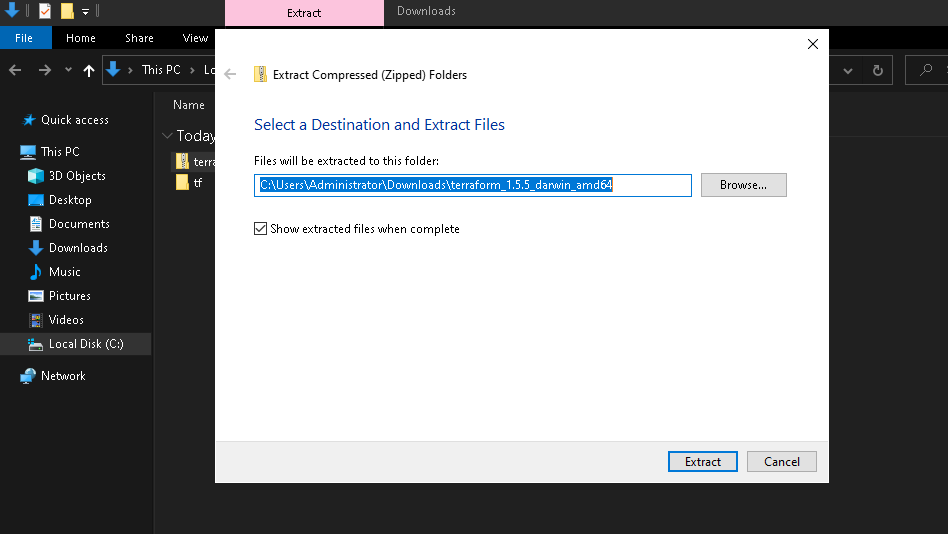 Extract
Downloads
File
Home
Share
View
This PC
Extract Compressed (Zipped) Folders
Select a Destination and Extract Files
Files will be extracted to this folder:
C:\Users\Administrator\Downloads\terraform_1.5.5_darwin_amd64
Browse...
Show extracted files when complete
Extract
Cancel
Name
Today
tf
Quick access
This PC
3D Objects
Desktop
Documents
Downloads
Music
Pictures
Videos
Local Disk (C:)
Network